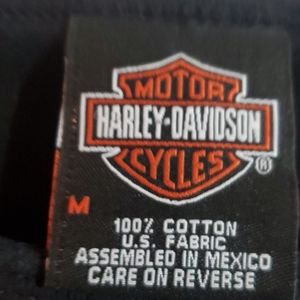 MOTOR
HARLEY-DAVIDSON
CYCLES ®
M
100% COTTON
U.S. FABRIC
ASSEMBLED IN MEXICO
CARE ON REVERSE